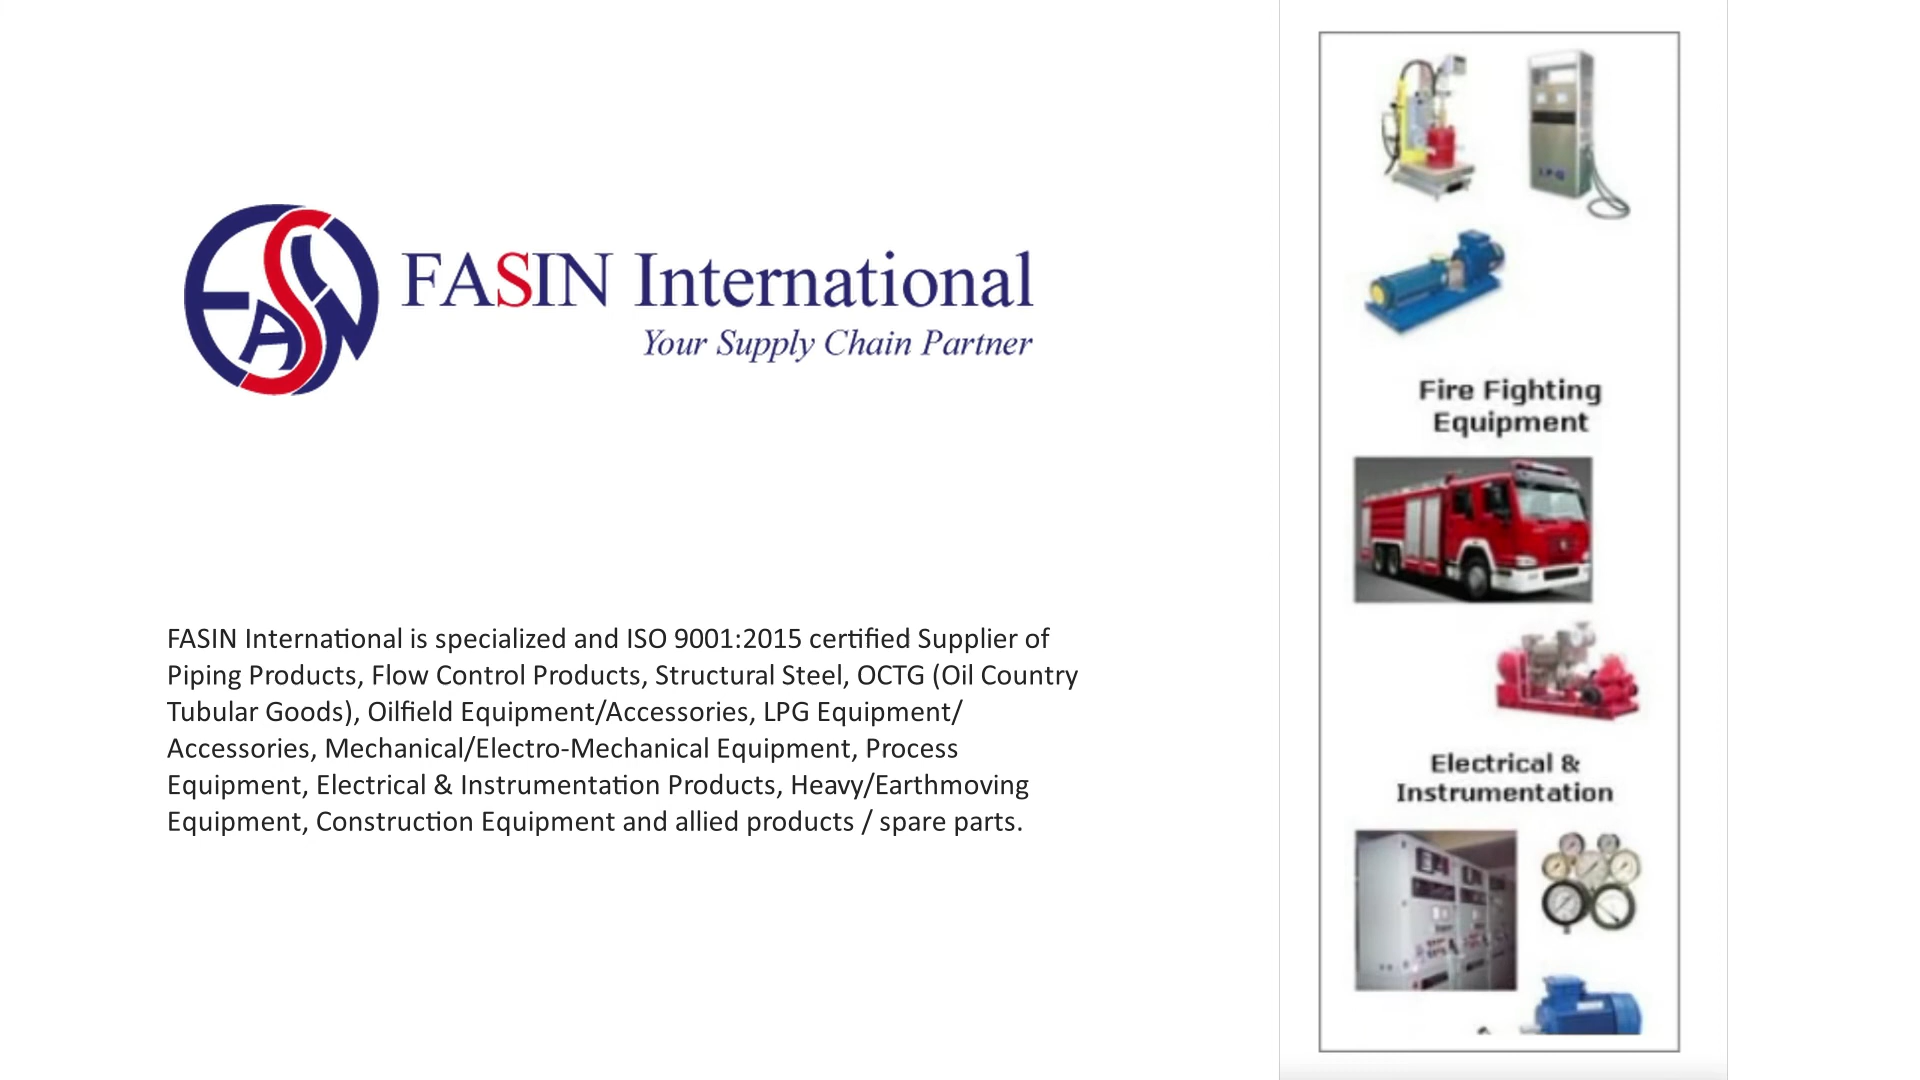 FASIN
FASIN International
Your Supply Chain Partner
FASIN International is specialized and ISO 9001:2015 certified Supplier of
Piping Products, Flow Control Products, Structural Steel, OCTG (Oil Country
Tubular Goods), Oilfield Equipment/Accessories, LPG Equipment/
Accessories, Mechanical/Electro-Mechanical Equipment, Process
Equipment, Electrical & Instrumentation Products, Heavy/Earthmoving
Equipment, Construction Equipment and allied products / spare parts.
LPG
Fire Fighting
Equipment
Electrical &
Instrumentation